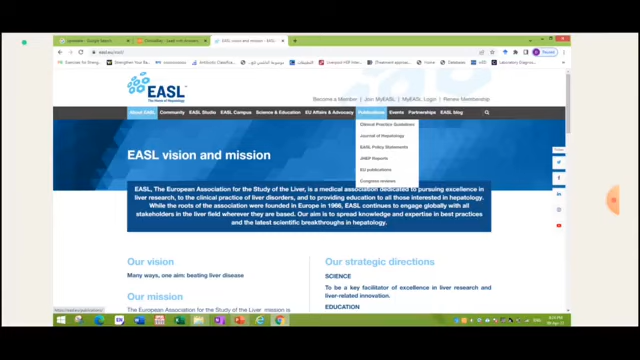 EASL vision and mission
easl.eu/easl/
EASL
The Home of Hepatology
Become a Member | Join MyEASL | MyEASL Login | Renew Membership
About EASL Community EASL Studio EASL Campus Science & Education EU Affairs & Advocacy Publications Events Partnerships EASL blog
Clinical Practice Guidelines
Journal of Hepatology
EASL Policy Statements
JHEP Reports
EU publications
Congress reviews
EASL vision and mission
EASL, The European Association for the Study of the Liver, is a medical association dedicated to pursuing excellence in
liver research, to the clinical practice of liver disorders, and to providing education to all those interested in hepatology.
While the roots of the association were founded in Europe in 1966, EASL continues to engage globally with all
stakeholders in the liver field wherever they are based. Our aim is to spread knowledge and expertise in best practices
and the latest scientific breakthroughs in hepatology.
Our vision
Many ways, one aim: beating liver disease
Our mission
The European Association for the Study of the Liver's mission is
Our strategic directions
SCIENCE
To be a key facilitator of excellence in liver research and
liver-related innovation.
EDUCATION
ENG